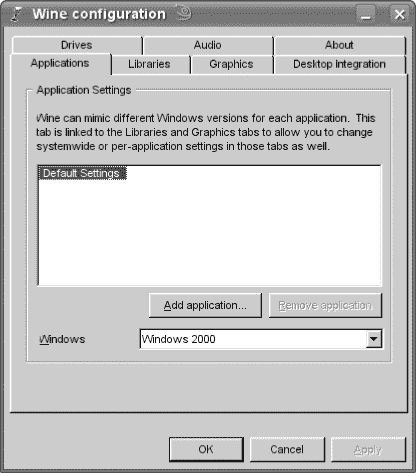 Wine configuration
Drives Audio About
Applications Libraries Graphics Desktop Integration
Application Settings
Wine can mimic different Windows versions for each application. This
tab is linked to the Libraries and Graphics tabs to allow you to change
systemwide or per-application settings in those tabs as well.
Default Settings
Add application... Remove application
Windows Windows 2000
OK Cancel Apply